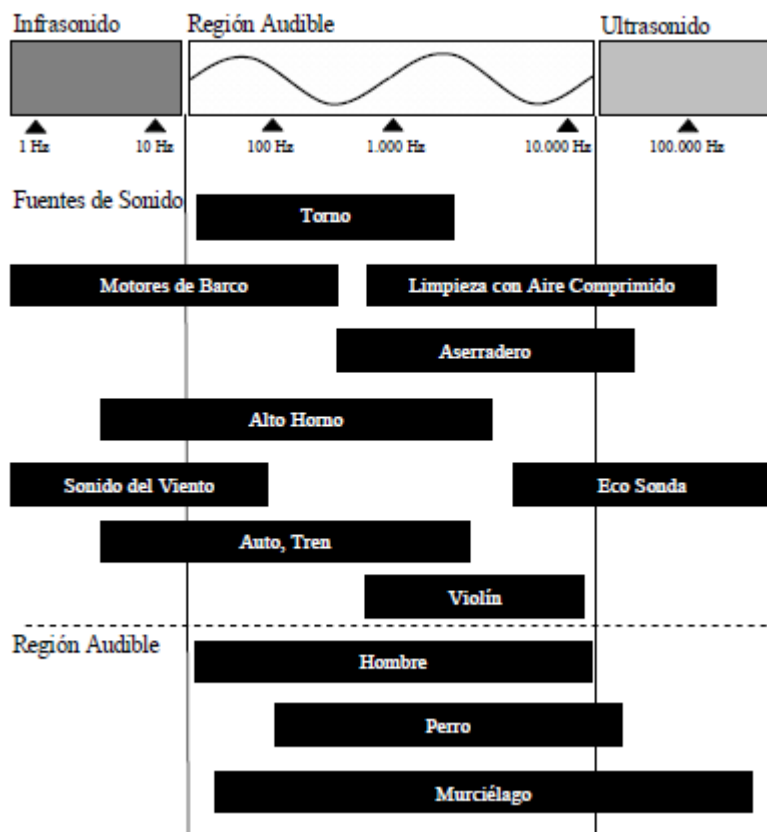 Infrasonido Región Audible Ultrasonido
1 Hz 10 Hz 100 Hz 1.000 Hz 10.000 Hz 100.000 Hz
Fuentes de Sonido
Torno
Motores de Barco Limpieza con Aire Comprimido
Aserradero
Alto Horno
Sonido del Viento Eco Sonda
Auto, Tren
Violín
Región Audible
Hombre
Perro
Murciélago